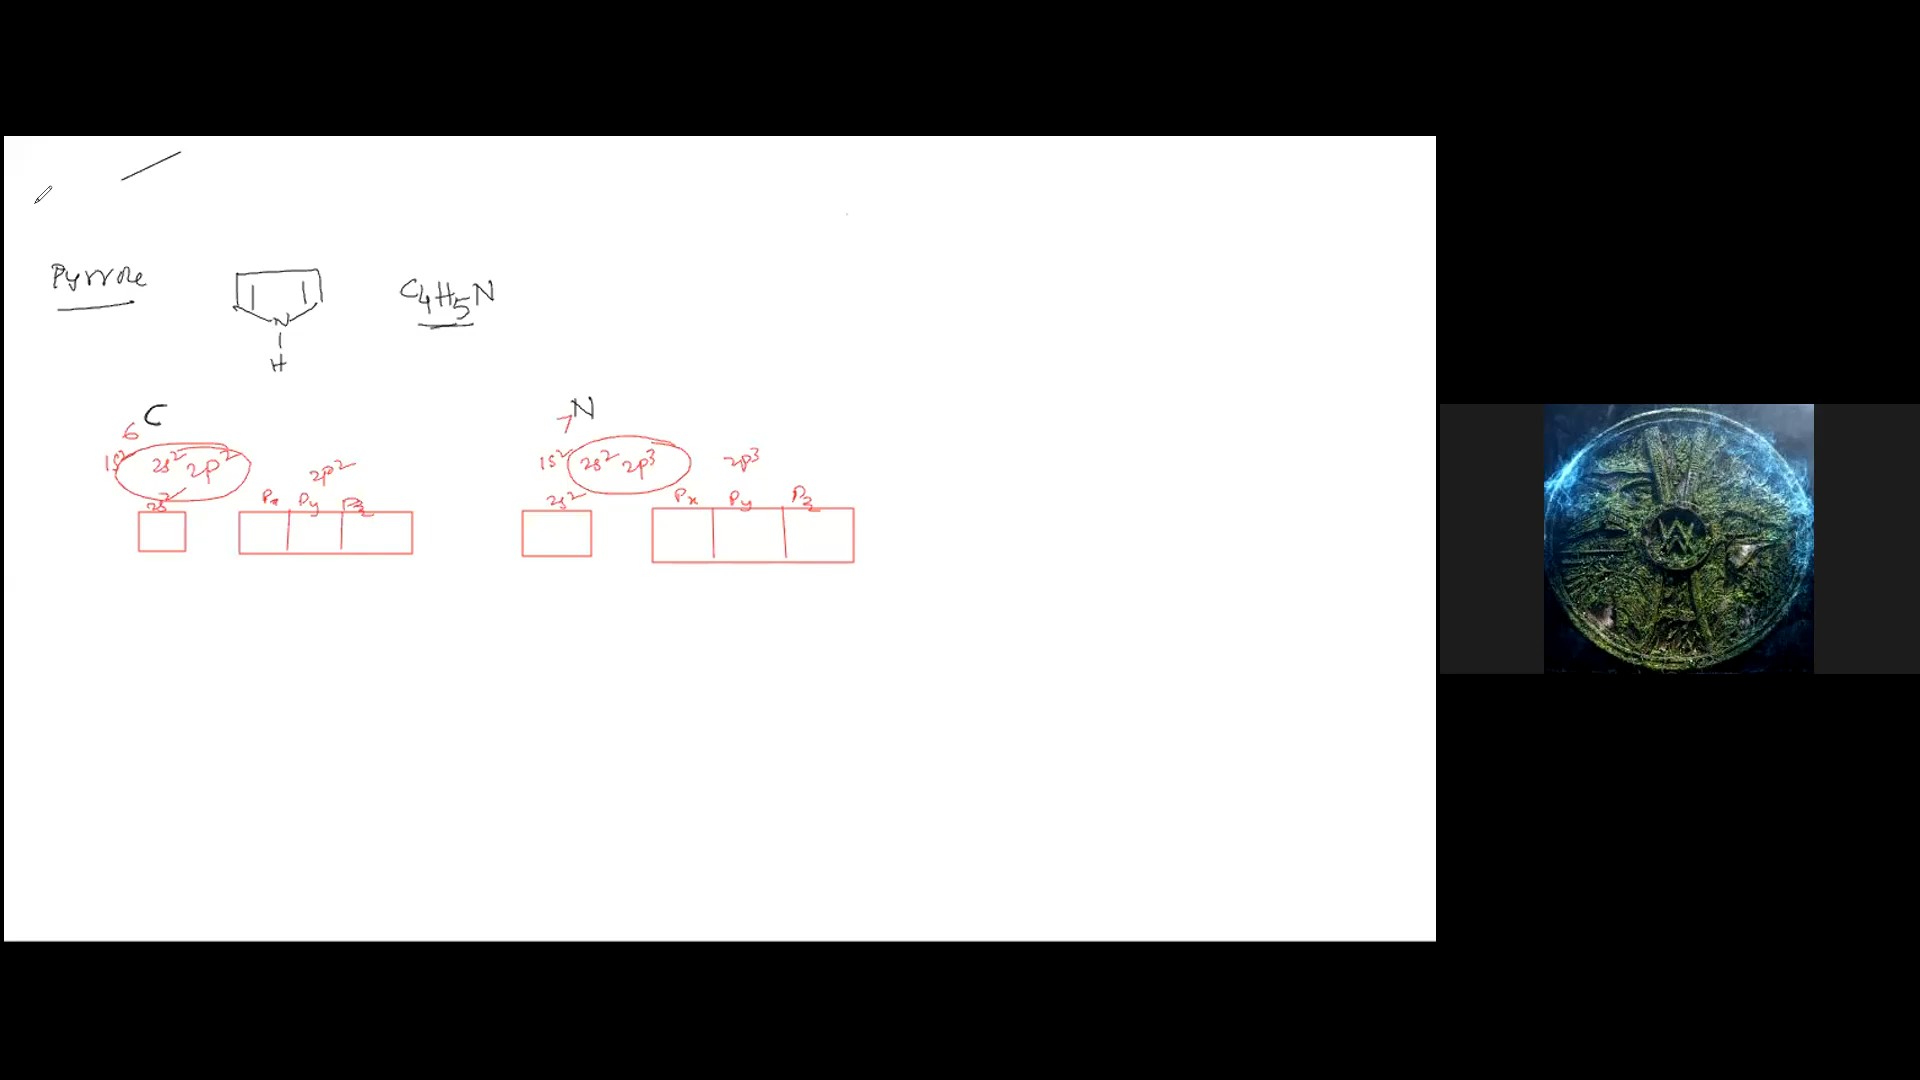 Pyrrole
N
H
C4H5N
6C
7N
1s² 2s² 2p²
1s² 2s² 2p³
2p²
2p³
2s²
Px Py Pz
2s²
Px Py Pz